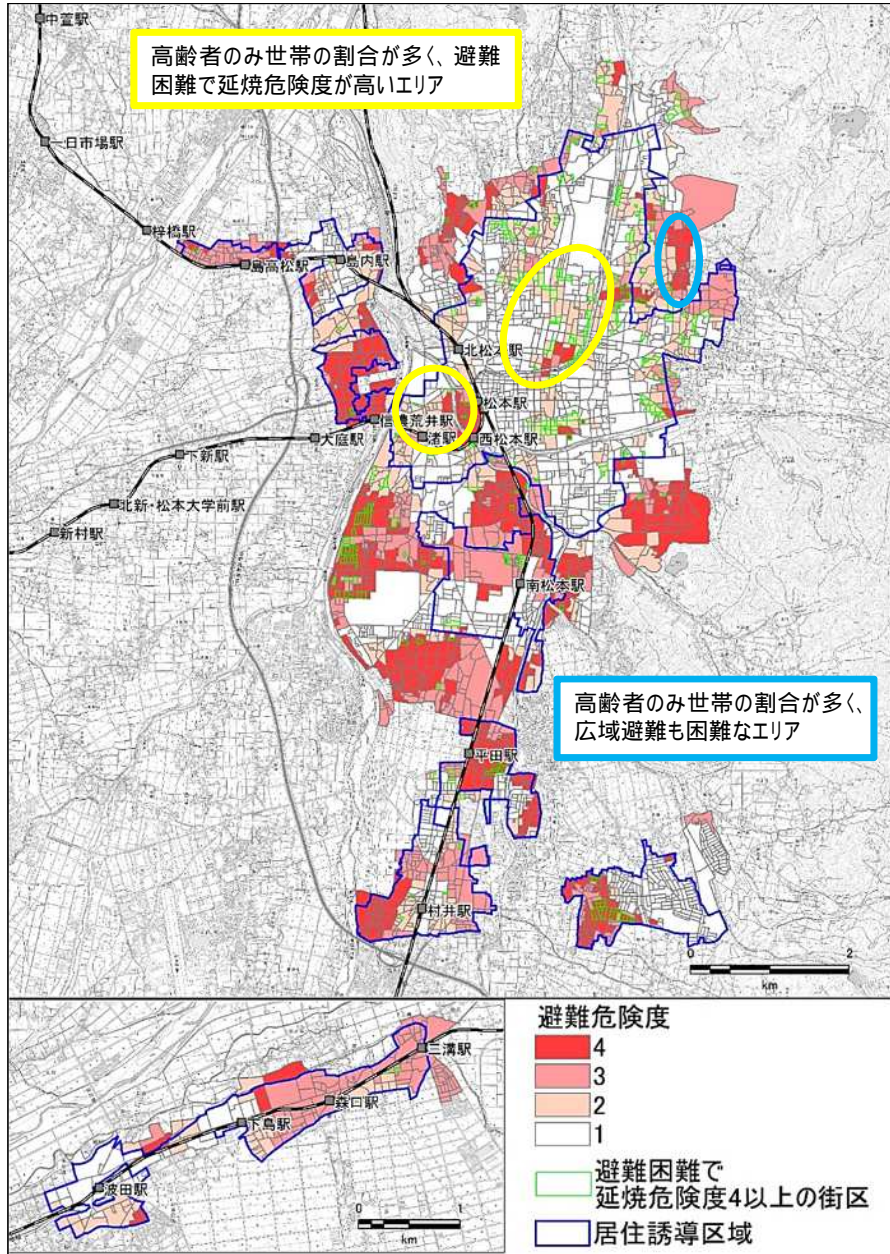 中萱駅
高齢者のみ世帯の割合が多く、避難
困難で延焼危険度が高いエリア
一日市場駅
梓橋駅
島高松駅
島内駅
北松本駅
松本駅
信濃荒井駅
渚駅
西松本駅
大庭駅
下新駅
北新・松本大学前駅
新村駅
南松本駅
高齢者のみ世帯の割合が多く、
広域避難も困難なエリア
平田駅
村井駅
0 2
km
三溝駅
森口駅
下島駅
波田駅
0 1
km
避難危険度
4
3
2
1
避難困難で
延焼危険度4以上の街区
居住誘導区域